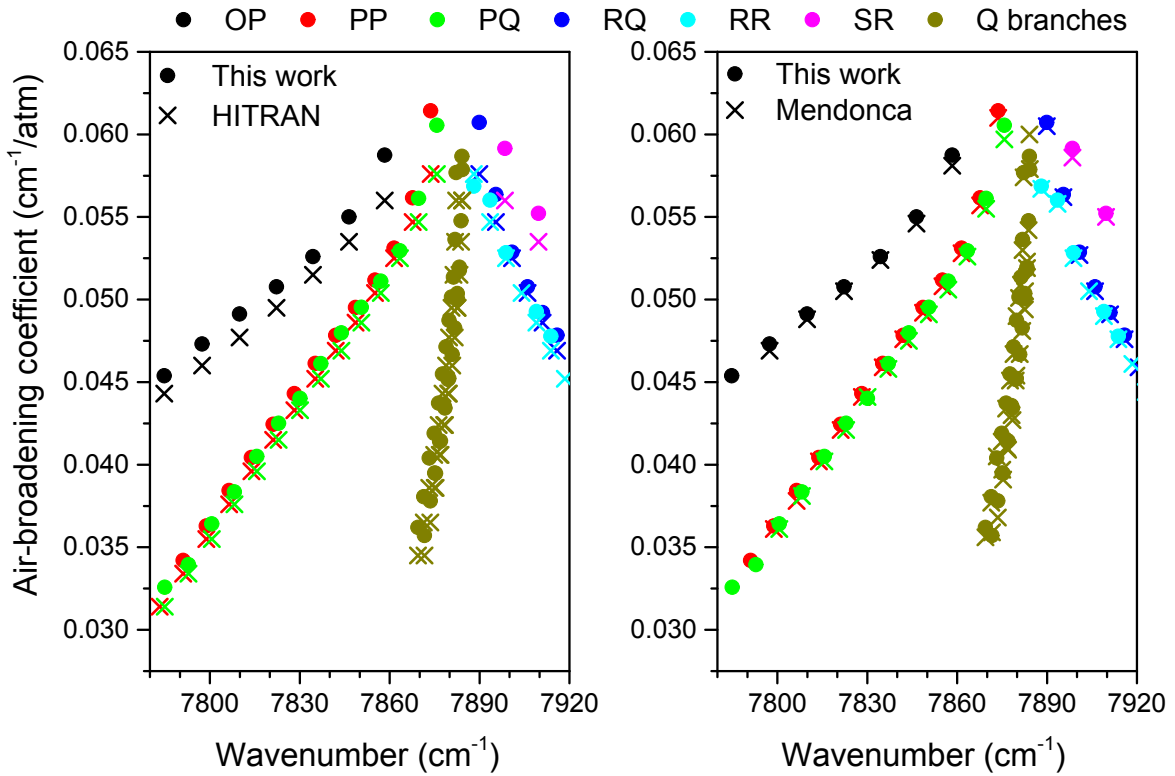 OP PP PQ RQ RR SR Q branches
Air-broadening coefficient (cm⁻¹/atm)
0.065
0.060
0.055
0.050
0.045
0.040
0.035
0.030
This work
HITRAN
7800 7830 7860 7890 7920
Wavenumber (cm⁻¹)
0.065
0.060
0.055
0.050
0.045
0.040
0.035
0.030
This work
Mendonca
7800 7830 7860 7890 7920
Wavenumber (cm⁻¹)